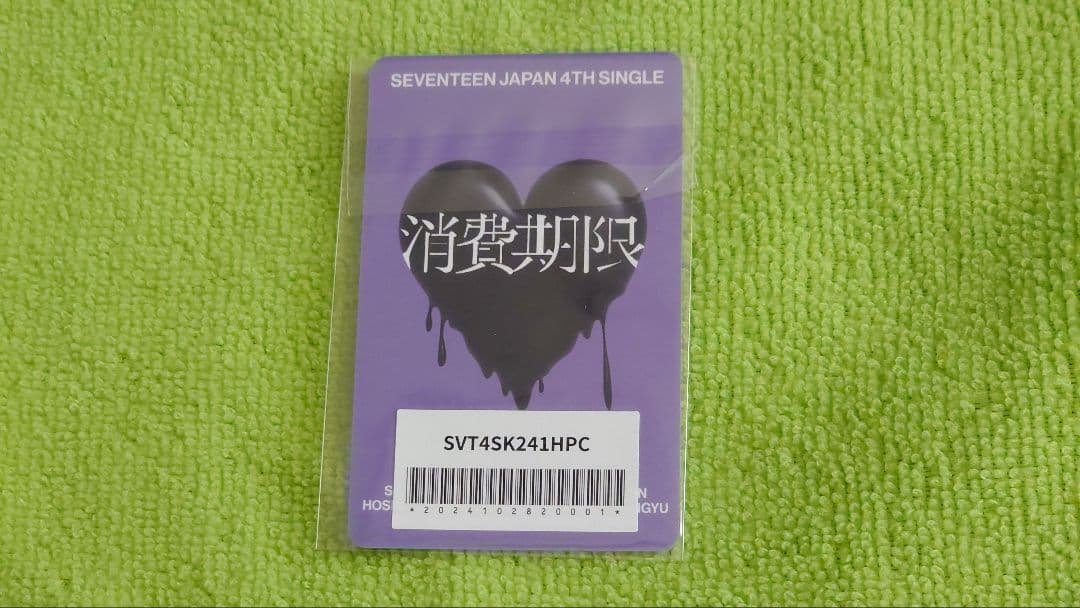 SEVENTEEN JAPAN 4TH SINGLE
消費期限
SVT4SK241HPC
*2024102820001*